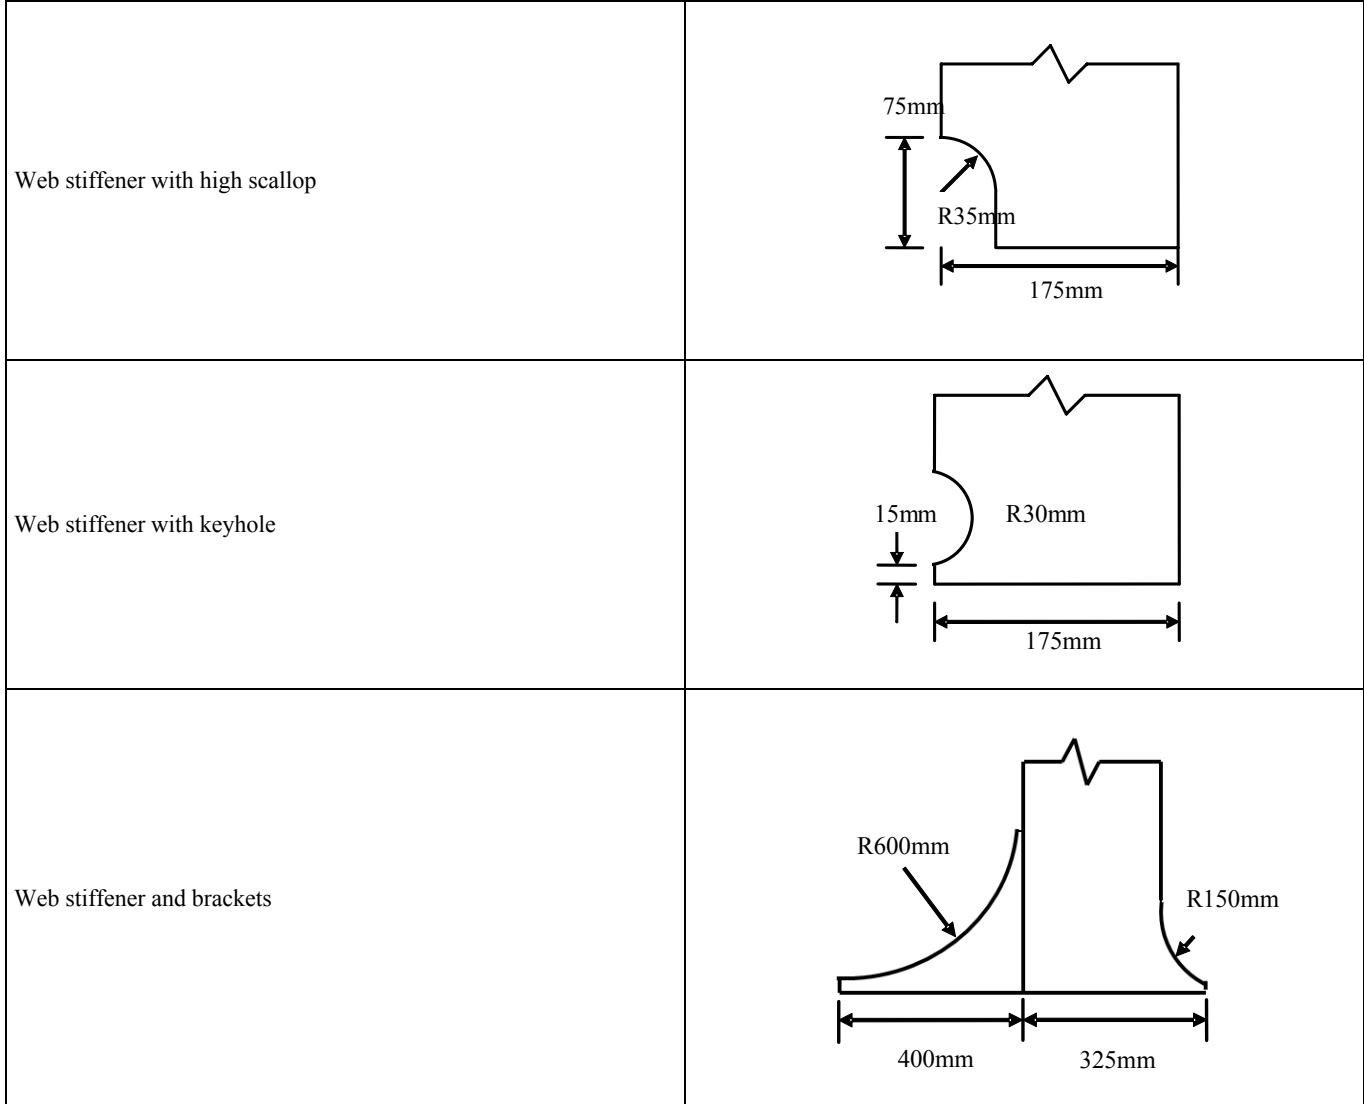 75mm
Web stiffener with high scallop
R35mm
175mm
Web stiffener with keyhole
15mm
R30mm
175mm
R600mm
Web stiffener and brackets
R150mm
400mm
325mm